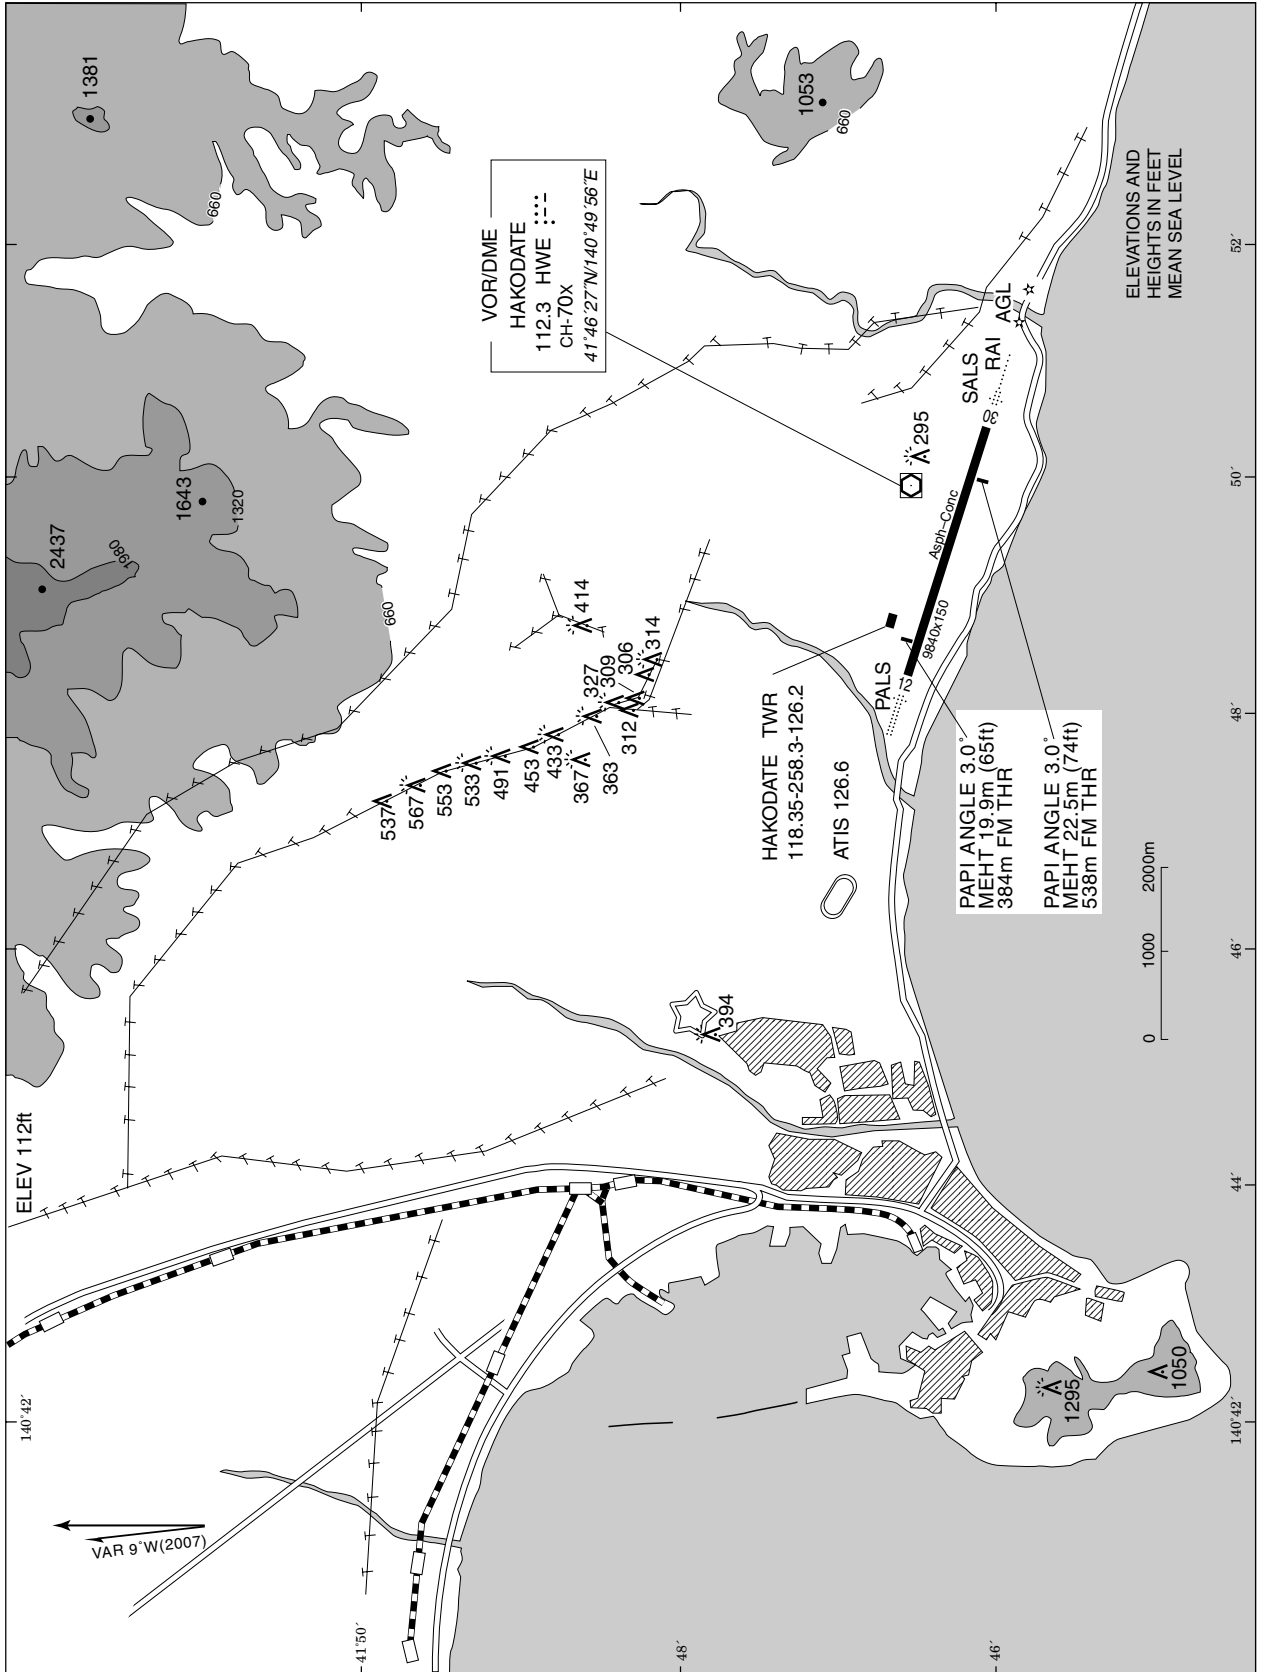 ELEV 112ft
VAR 9°W(2007)
140°42´
44´
41°50´
48´
46´
140°42´
44´
46´
48´
50´
52´
2437
1980
1643
1320
1381
660
660
1053
660
VOR/DME
HAKODATE
112.3 HWE
CH-70X
41°46´27˝N/140°49´56˝E
537
567
553
533
491
453
433
367
363
327
312
309
306
314
414
295
394
1295
1050
HAKODATE TWR
118.35-258.3-126.2
ATIS 126.6
PALS
12
9840x150
Asph-Conc
30
SALS
RAI
AGL
PAPI ANGLE 3.0°
MEHT 19.9m (65ft)
384m FM THR
PAPI ANGLE 3.0°
MEHT 22.5m (74ft)
538m FM THR
0 1000 2000m
ELEVATIONS AND
HEIGHTS IN FEET
MEAN SEA LEVEL